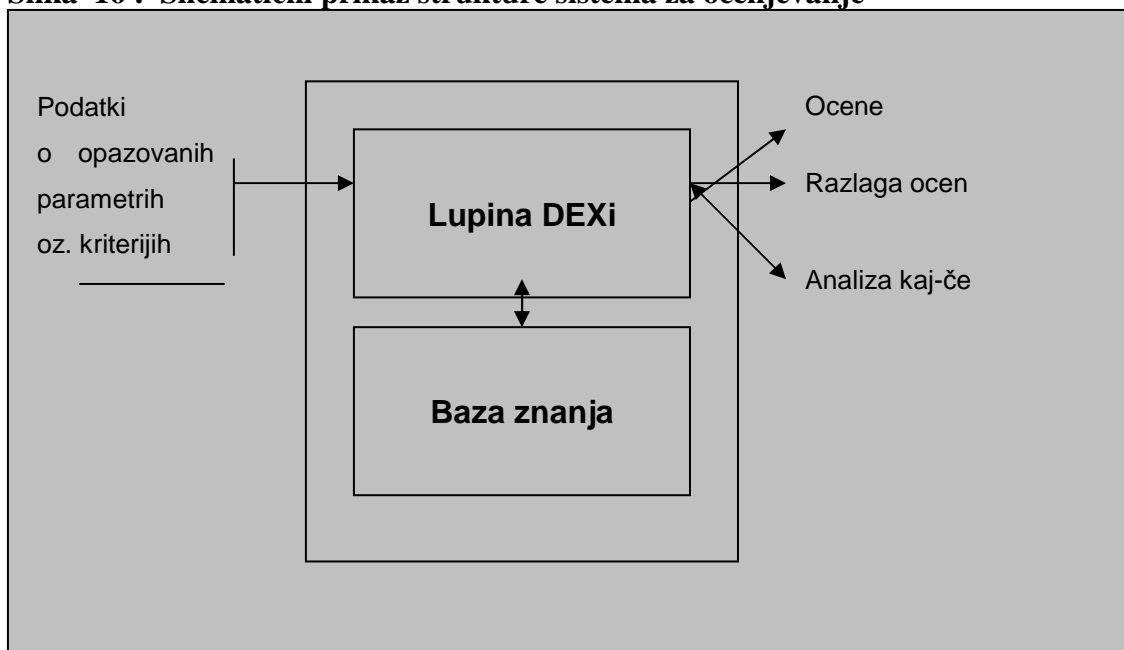 Slika 16 : Shematični prikaz strukture sistema za ocenjevanje
Podatki
o opazovanih
parametrih
oz. kriterijih
Lupina DEXi
Baza znanja
Ocene
Razlaga ocen
Analiza kaj-če